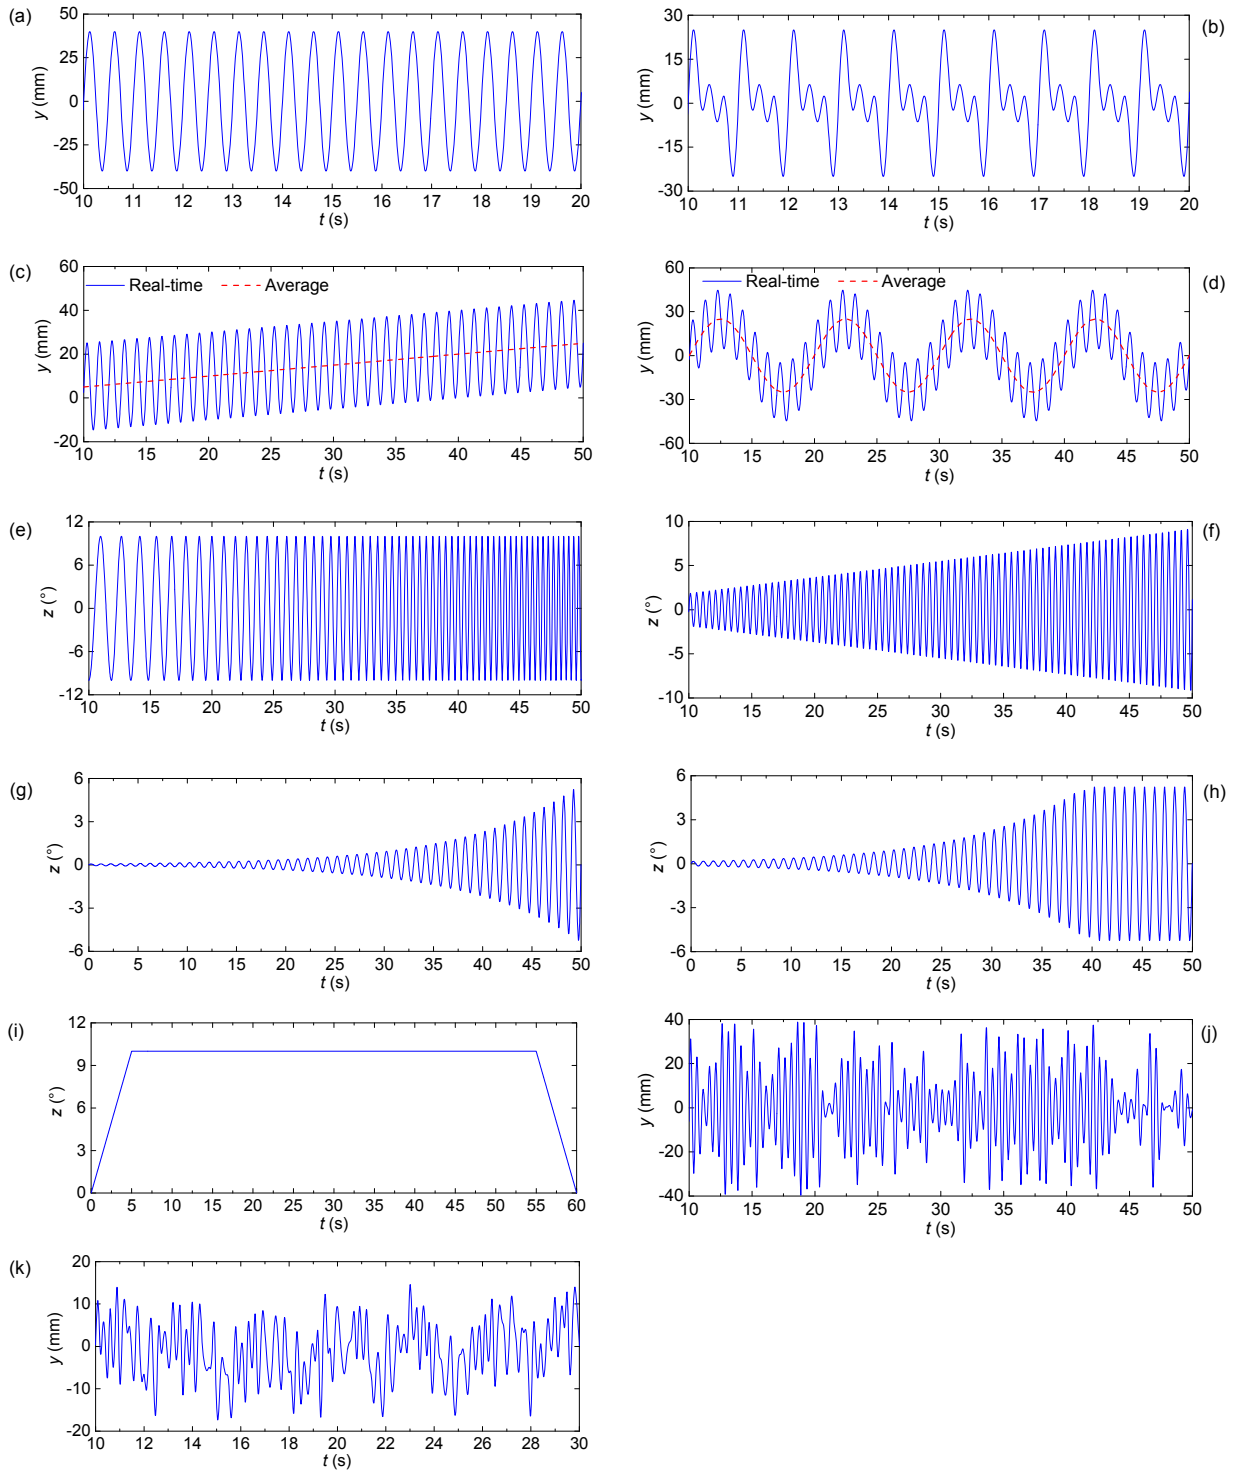 (a)
50
25
0
-25
-50
y (mm)
10 11 12 13 14 15 16 17 18 19 20
t (s)
(b)
30
15
0
-15
-30
y (mm)
10 11 12 13 14 15 16 17 18 19 20
t (s)
(c)
60
40
20
0
-20
y (mm)
Real-time Average
10 15 20 25 30 35 40 45 50
t (s)
(d)
60
30
0
-30
-60
y (mm)
Real-time Average
10 15 20 25 30 35 40 45 50
t (s)
(e)
12
6
0
-6
-12
z (°)
10 15 20 25 30 35 40 45 50
t (s)
(f)
10
5
0
-5
-10
z (°)
10 15 20 25 30 35 40 45 50
t (s)
(g)
6
3
0
-3
-6
z (°)
0 5 10 15 20 25 30 35 40 45 50
t (s)
(h)
6
3
0
-3
-6
z (°)
0 5 10 15 20 25 30 35 40 45 50
t (s)
(i)
12
9
6
3
0
z (°)
0 5 10 15 20 25 30 35 40 45 50 55 60
t (s)
(j)
40
20
0
-20
-40
y (mm)
10 15 20 25 30 35 40 45 50
t (s)
(k)
20
10
0
-10
-20
y (mm)
10 12 14 16 18 20 22 24 26 28 30
t (s)